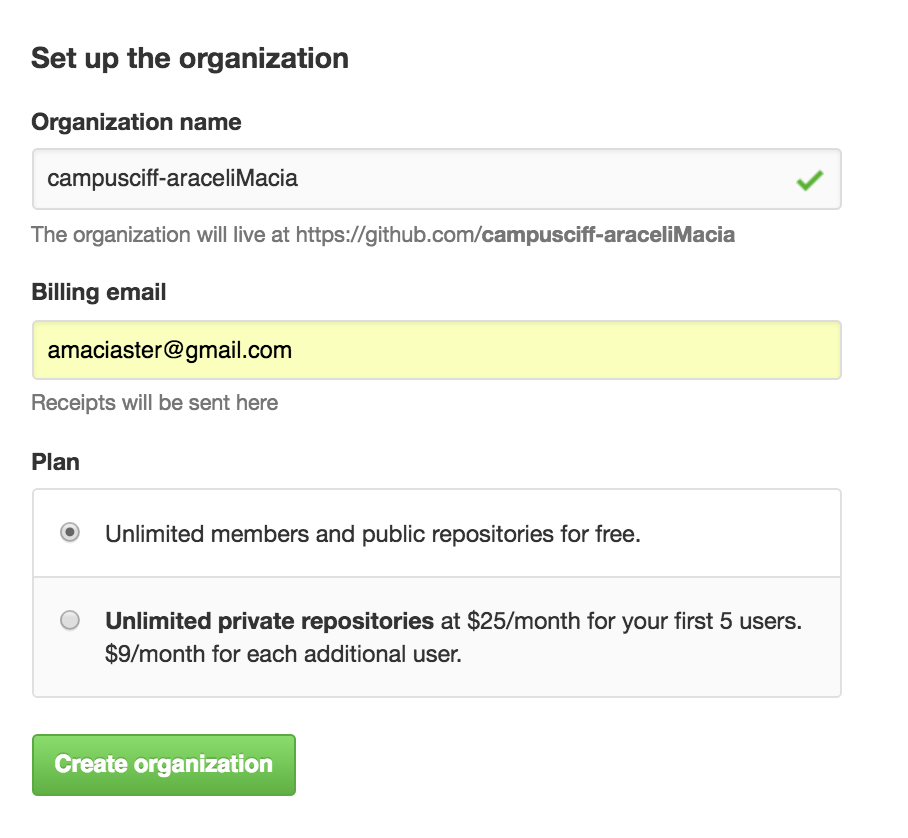 Set up the organization
Organization name
campusciff-araceliMacia
The organization will live at https://github.com/campusciff-araceliMacia
Billing email
amaciaster@gmail.com
Receipts will be sent here
Plan
Unlimited members and public repositories for free.
Unlimited private repositories at $25/month for your first 5 users.
$9/month for each additional user.
Create organization